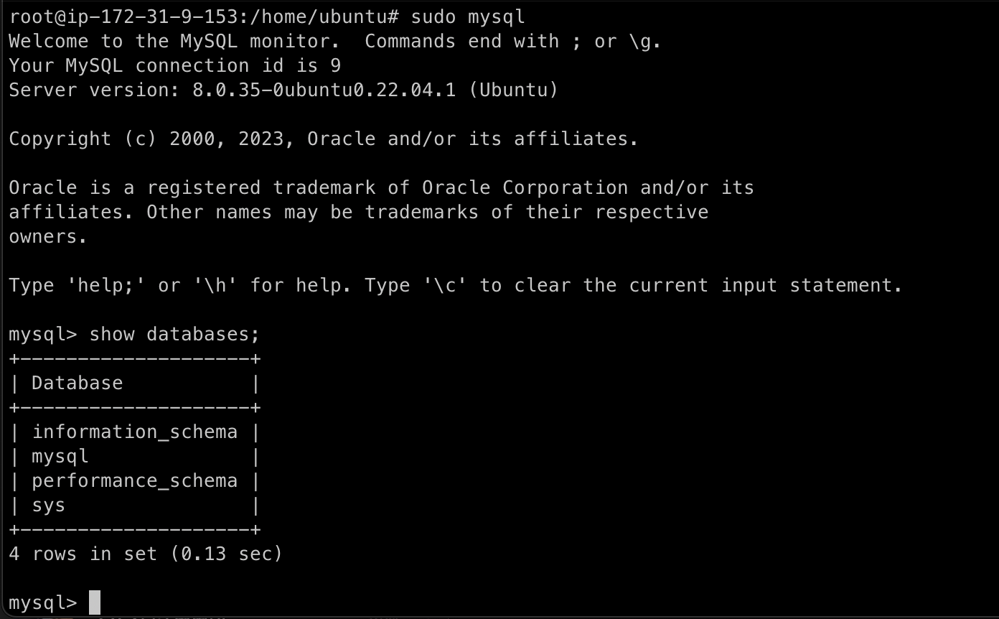 root@ip-172-31-9-153:/home/ubuntu# sudo mysql
Welcome to the MySQL monitor.  Commands end with ; or \g.
Your MySQL connection id is 9
Server version: 8.0.35-0ubuntu0.22.04.1 (Ubuntu)
Copyright (c) 2000, 2023, Oracle and/or its affiliates.
Oracle is a registered trademark of Oracle Corporation and/or its
affiliates. Other names may be trademarks of their respective
owners.
Type 'help;' or '\h' for help. Type '\c' to clear the current input statement.
mysql> show databases;
+--------------------+
| Database           |
+--------------------+
| information_schema |
| mysql              |
| performance_schema |
| sys                |
+--------------------+
4 rows in set (0.13 sec)
mysql>